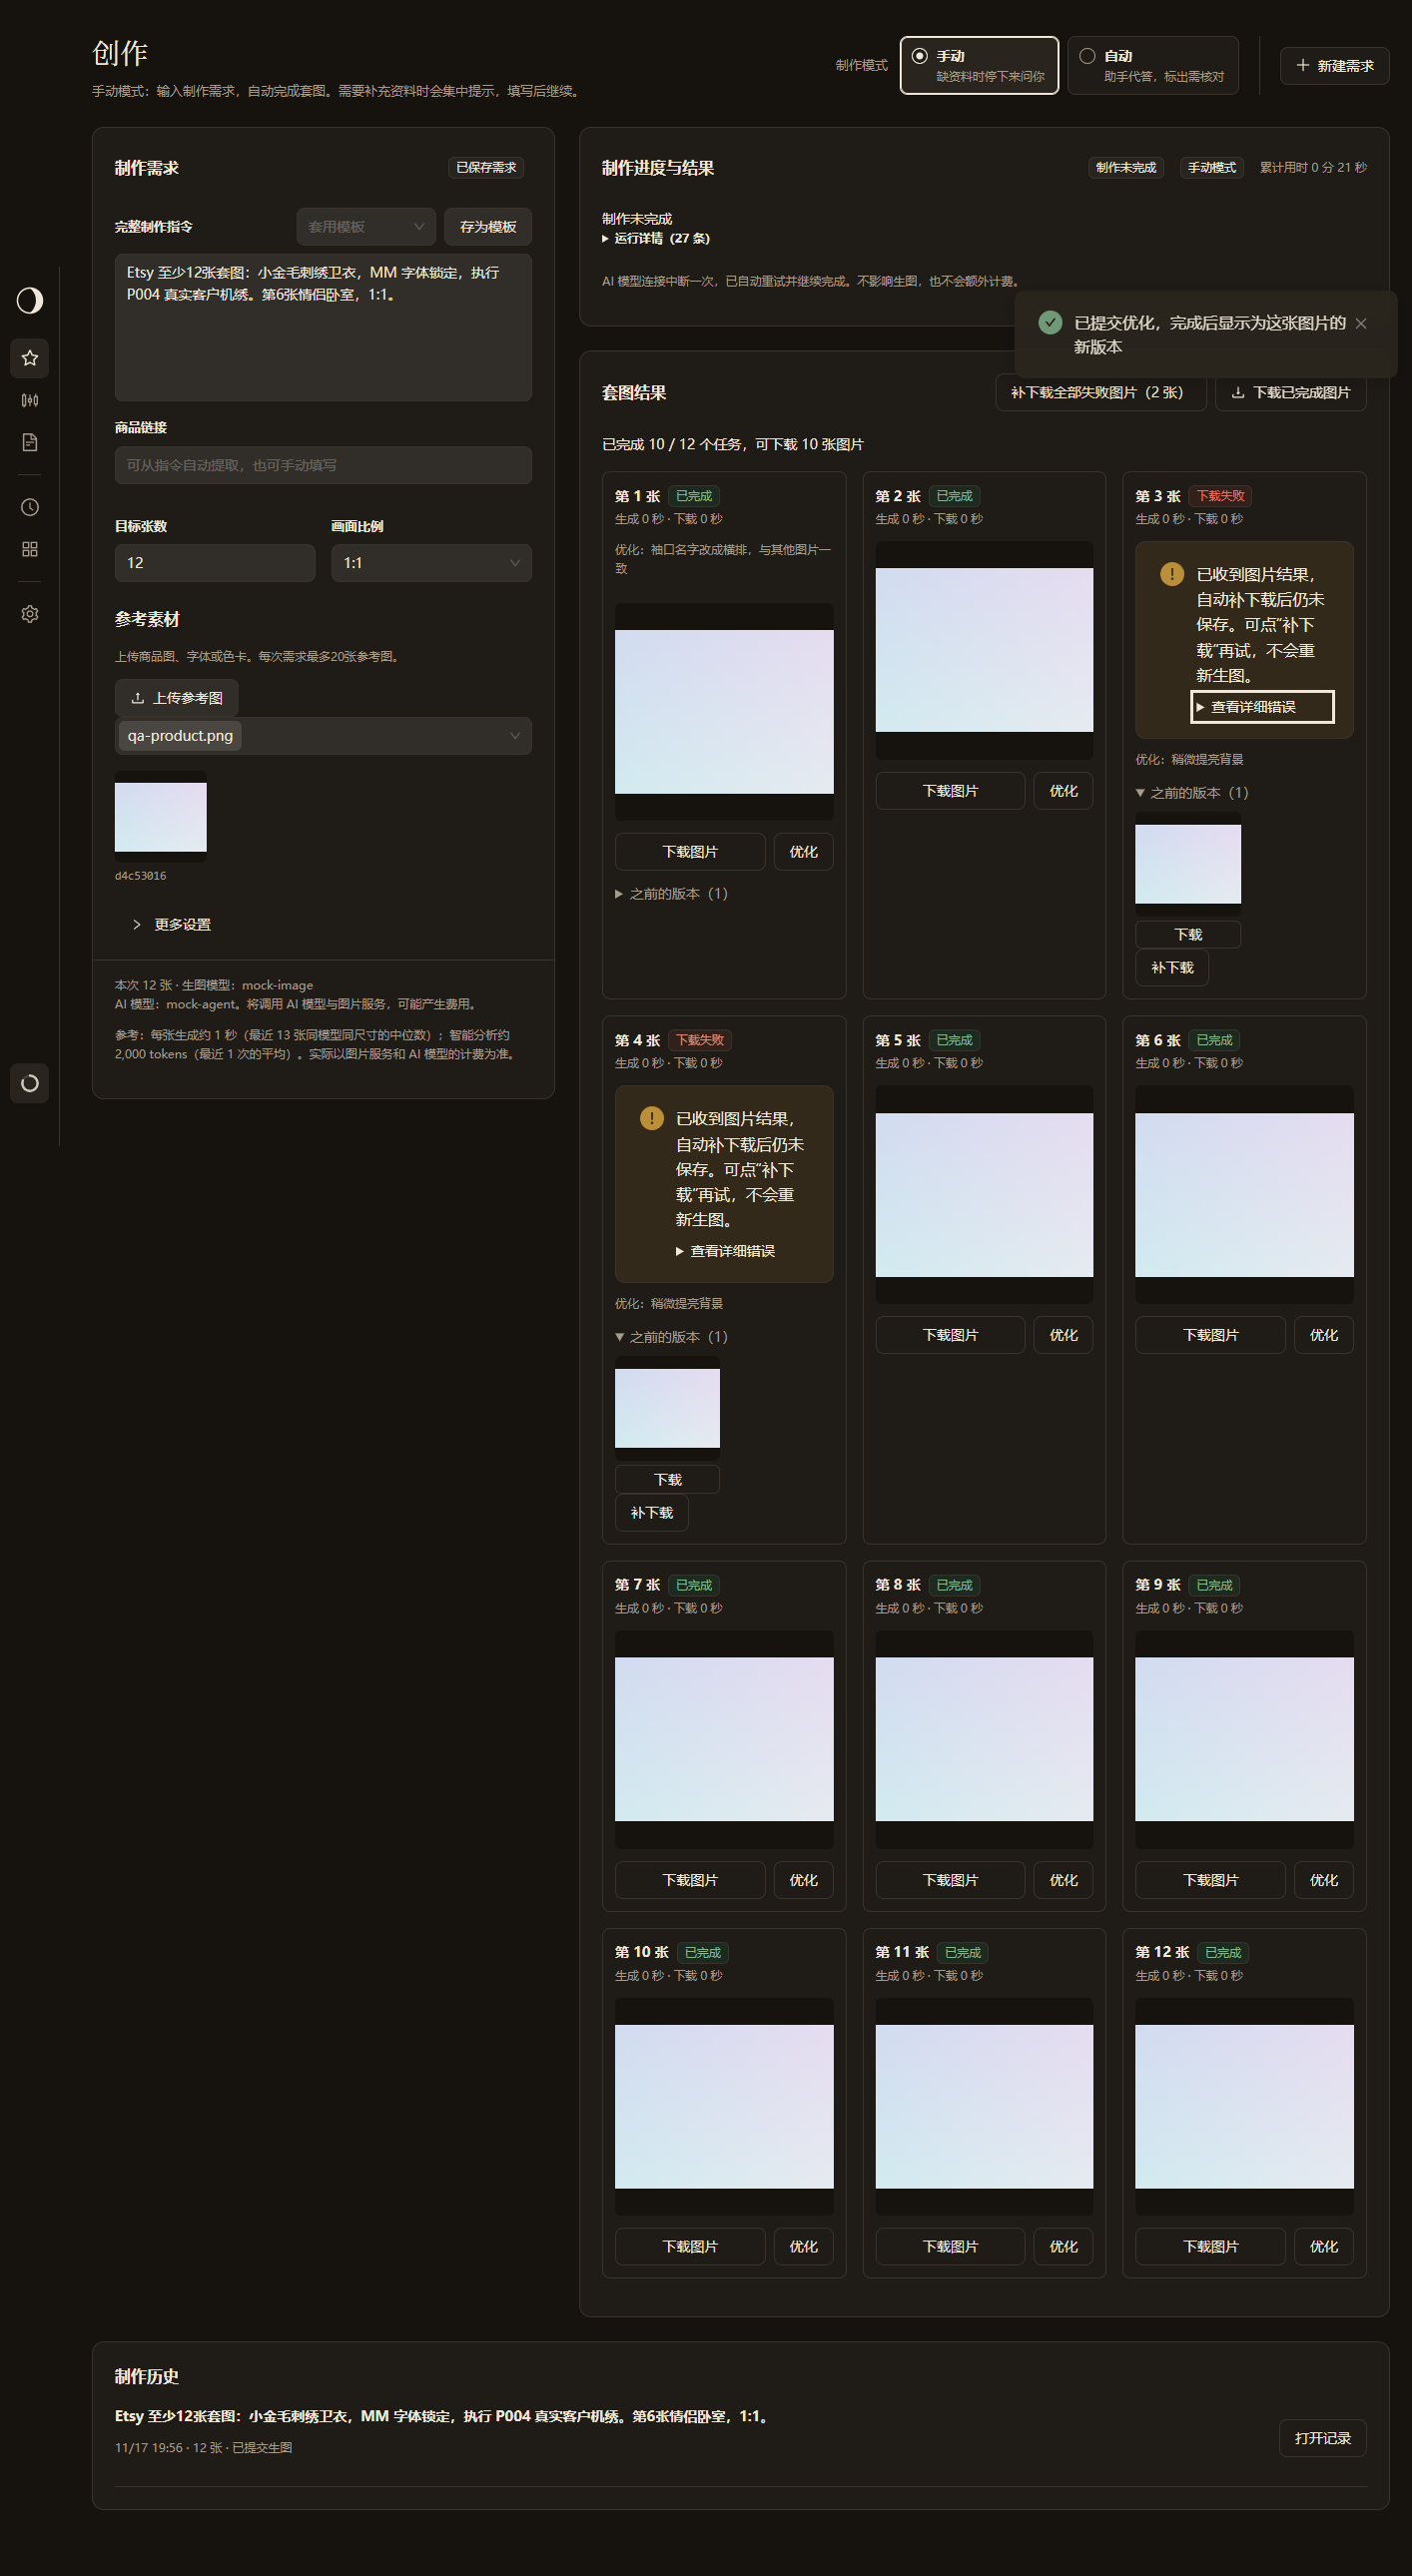 创作
手动模式：输入制作需求，自动完成套图。需要补充资料时会集中提示，填写后继续。
制作模式
手动
缺资料时停下来问你
自动
助手代答，标出需核对
新建需求
制作需求
已保存需求
完整制作指令
套用模板
存为模板
Etsy 至少12张套图：小金毛刺绣卫衣，MM 字体锁定，执行
P004 真实客户机绣。第6张情侣卧室，1:1。
商品链接
可从指令自动提取，也可手动填写
目标张数
画面比例
12
1:1
参考素材
上传商品图、字体或色卡。每次需求最多20张参考图。
上传参考图
qa-product.png
d4c53016
更多设置
本次 12 张 · 生图模型：mock-image
AI 模型：mock-agent。将调用 AI 模型与图片服务，可能产生费用。
参考：每张生成约 1 秒（最近 13 张同模型同尺寸的中位数）；智能分析约
2,000 tokens（最近 1 次的平均）。实际以图片服务和 AI 模型的计费为准。
制作进度与结果
制作未完成
手动模式
累计用时 0 分 21 秒
制作未完成
运行详情（27 条）
AI 模型连接中断一次，已自动重试并继续完成。不影响生图，也不会额外计费。
已提交优化，完成后显示为这张图片的
新版本
套图结果
补下载全部失败图片（2 张）
下载已完成图片
已完成 10 / 12 个任务，可下载 10 张图片
第 1 张
已完成
生成 0 秒 · 下载 0 秒
优化：袖口名字改成横排，与其他图片一
致
下载图片
优化
之前的版本（1）
第 2 张
已完成
生成 0 秒 · 下载 0 秒
下载图片
优化
第 3 张
下载失败
生成 0 秒 · 下载 0 秒
已收到图片结果，
自动补下载后仍未
保存。可点“补下
载”再试，不会重
新生图。
查看详细错误
优化：稍微提亮背景
之前的版本（1）
下载
补下载
第 4 张
下载失败
生成 0 秒 · 下载 0 秒
已收到图片结果，
自动补下载后仍未
保存。可点“补下
载”再试，不会重
新生图。
查看详细错误
优化：稍微提亮背景
之前的版本（1）
下载
补下载
第 5 张
已完成
生成 0 秒 · 下载 0 秒
下载图片
优化
第 6 张
已完成
生成 0 秒 · 下载 0 秒
下载图片
优化
第 7 张
已完成
生成 0 秒 · 下载 0 秒
下载图片
优化
第 8 张
已完成
生成 0 秒 · 下载 0 秒
下载图片
优化
第 9 张
已完成
生成 0 秒 · 下载 0 秒
下载图片
优化
第 10 张
已完成
生成 0 秒 · 下载 0 秒
下载图片
优化
第 11 张
已完成
生成 0 秒 · 下载 0 秒
下载图片
优化
第 12 张
已完成
生成 0 秒 · 下载 0 秒
下载图片
优化
制作历史
Etsy 至少12张套图：小金毛刺绣卫衣，MM 字体锁定，执行 P004 真实客户机绣。第6张情侣卧室，1:1。
11/17 19:56 · 12 张 · 已提交生图
打开记录